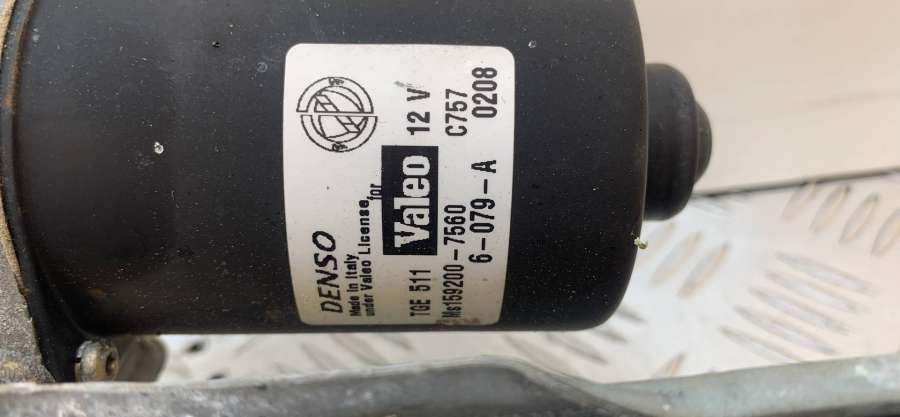 DENSO
Made in Italy
under Valeo License for
Valeo
12 V
TGE 511
C757
Ms159200-7560
0208
6-079-A